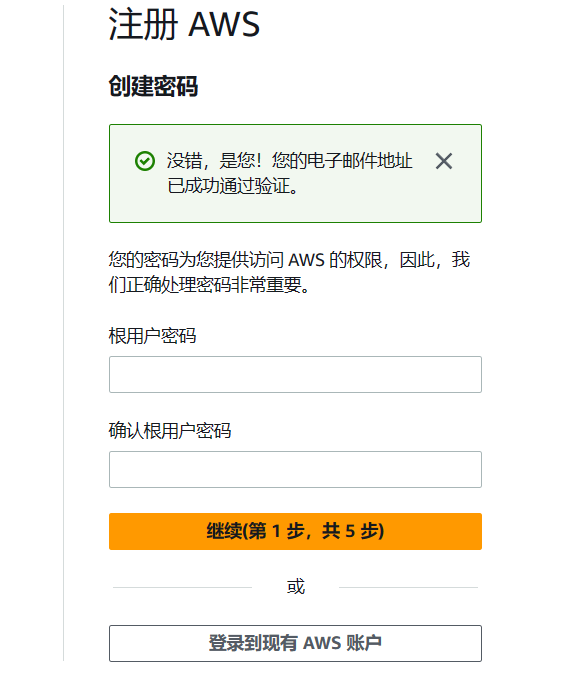 注册 AWS
创建密码
没错，是您！您的电子邮件地址
已成功通过验证。
您的密码为您提供访问 AWS 的权限，因此，我
们正确处理密码非常重要。
根用户密码
确认根用户密码
继续(第 1 步，共 5 步)
或
登录到现有 AWS 账户